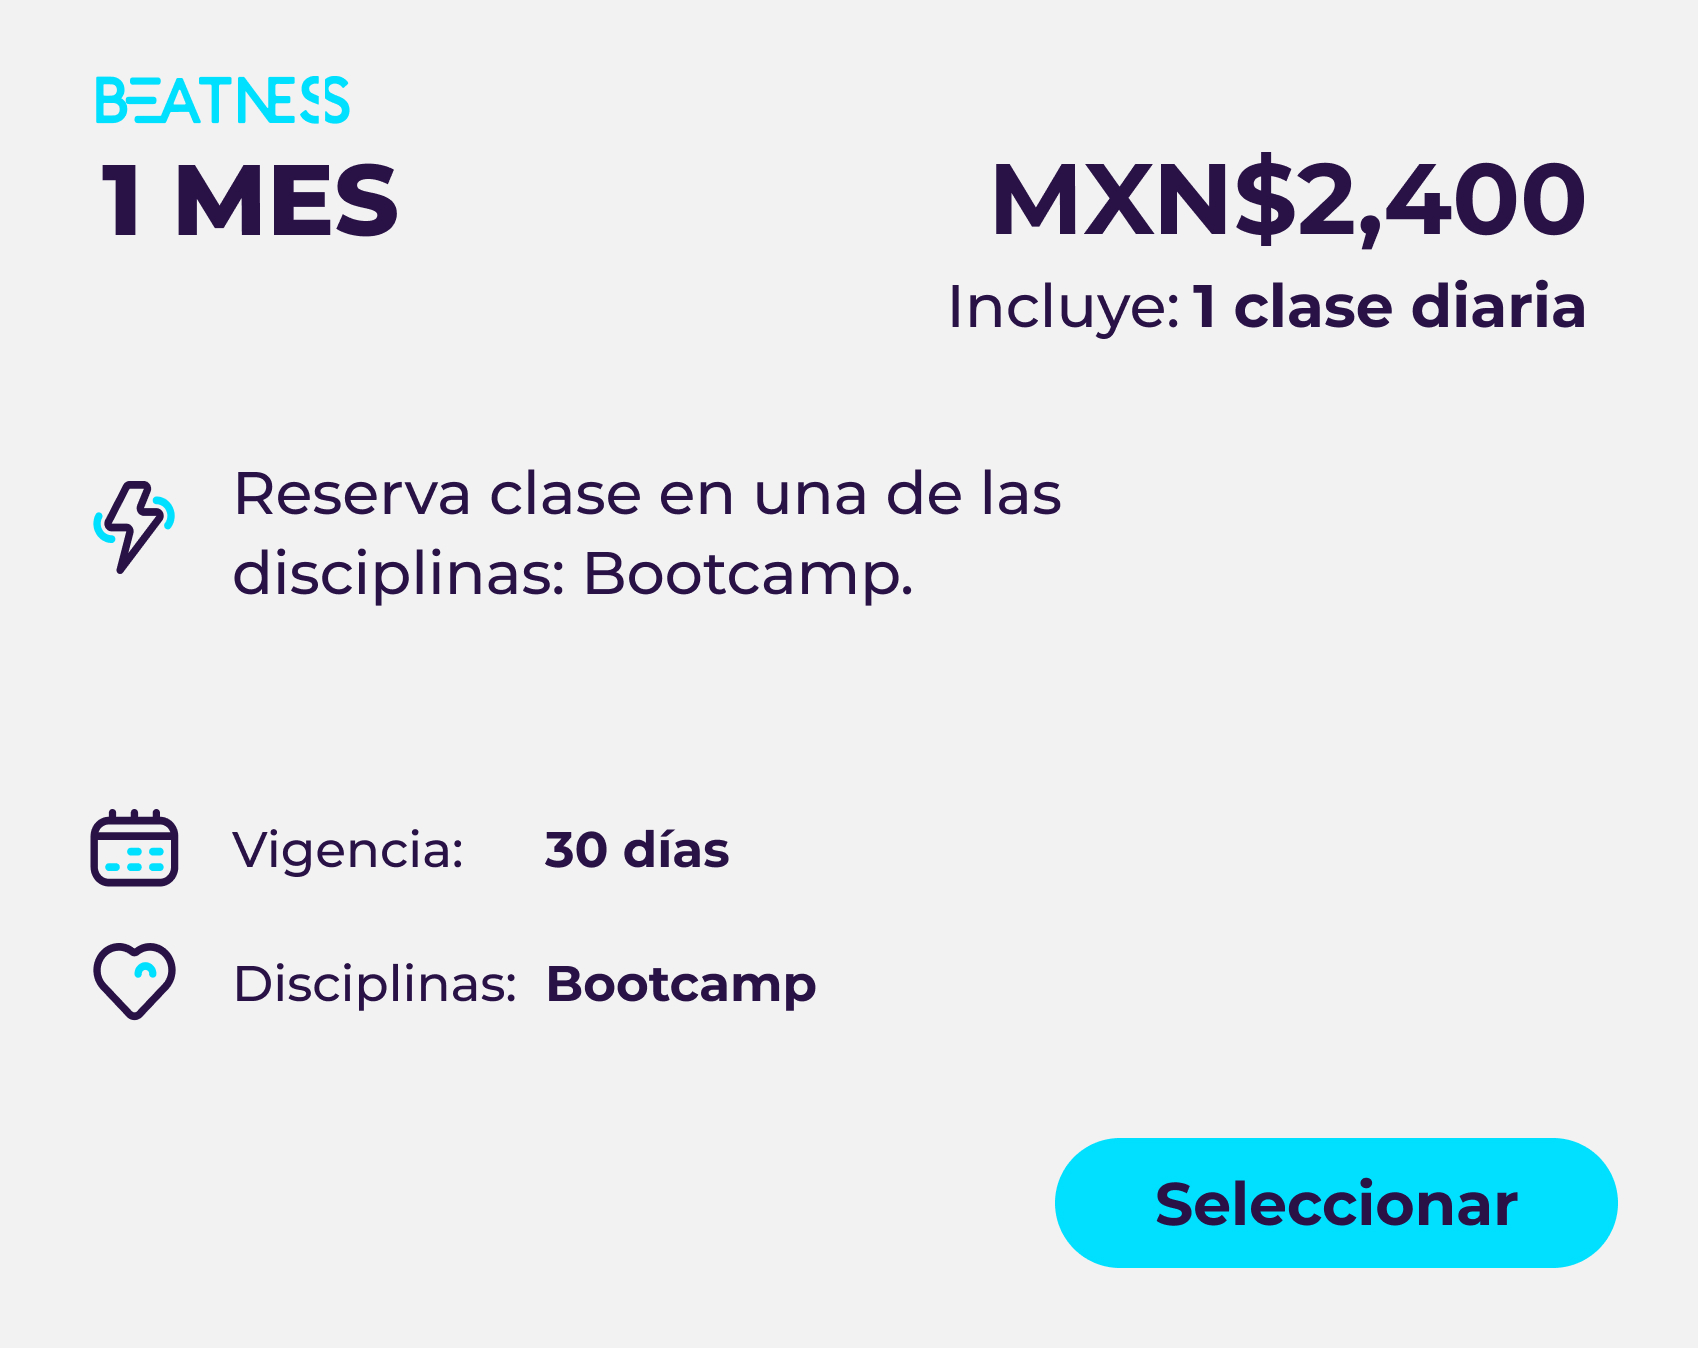 BEATNESS
1 MES
MXN$2,400
Incluye: 1 clase diaria
Reserva clase en una de las
disciplinas: Bootcamp.
Vigencia: 30 días
Disciplinas: Bootcamp
Seleccionar